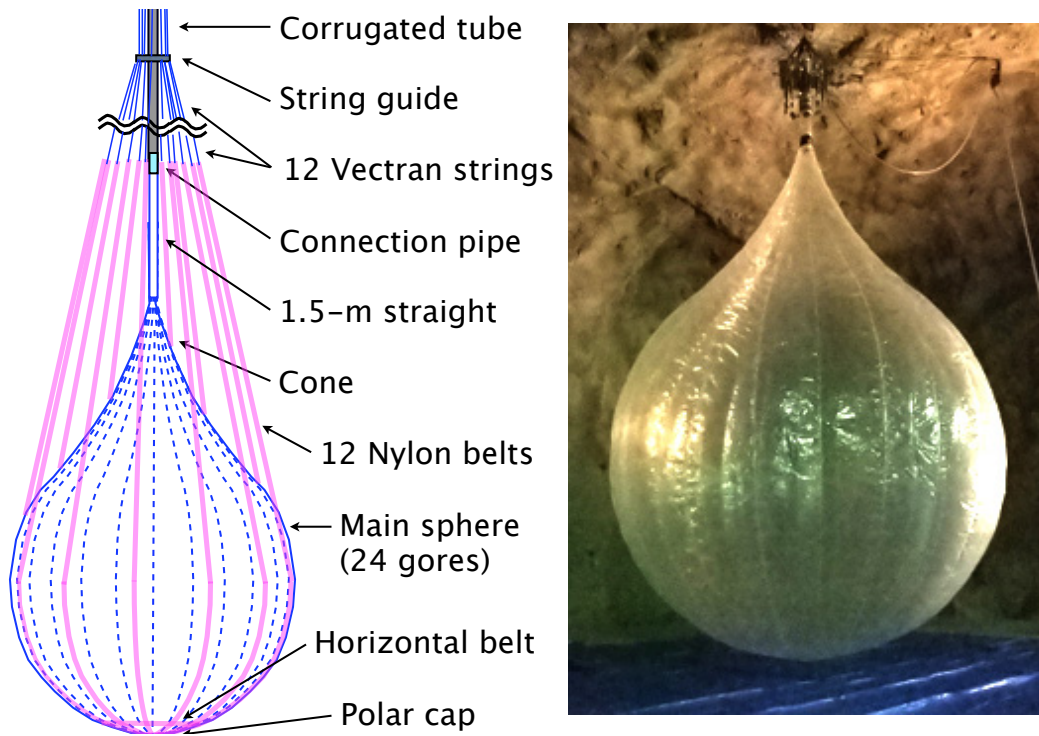 Corrugated tube
String guide
12 Vectran strings
Connection pipe
1.5-m straight
Cone
12 Nylon belts
Main sphere
(24 gores)
Horizontal belt
Polar cap